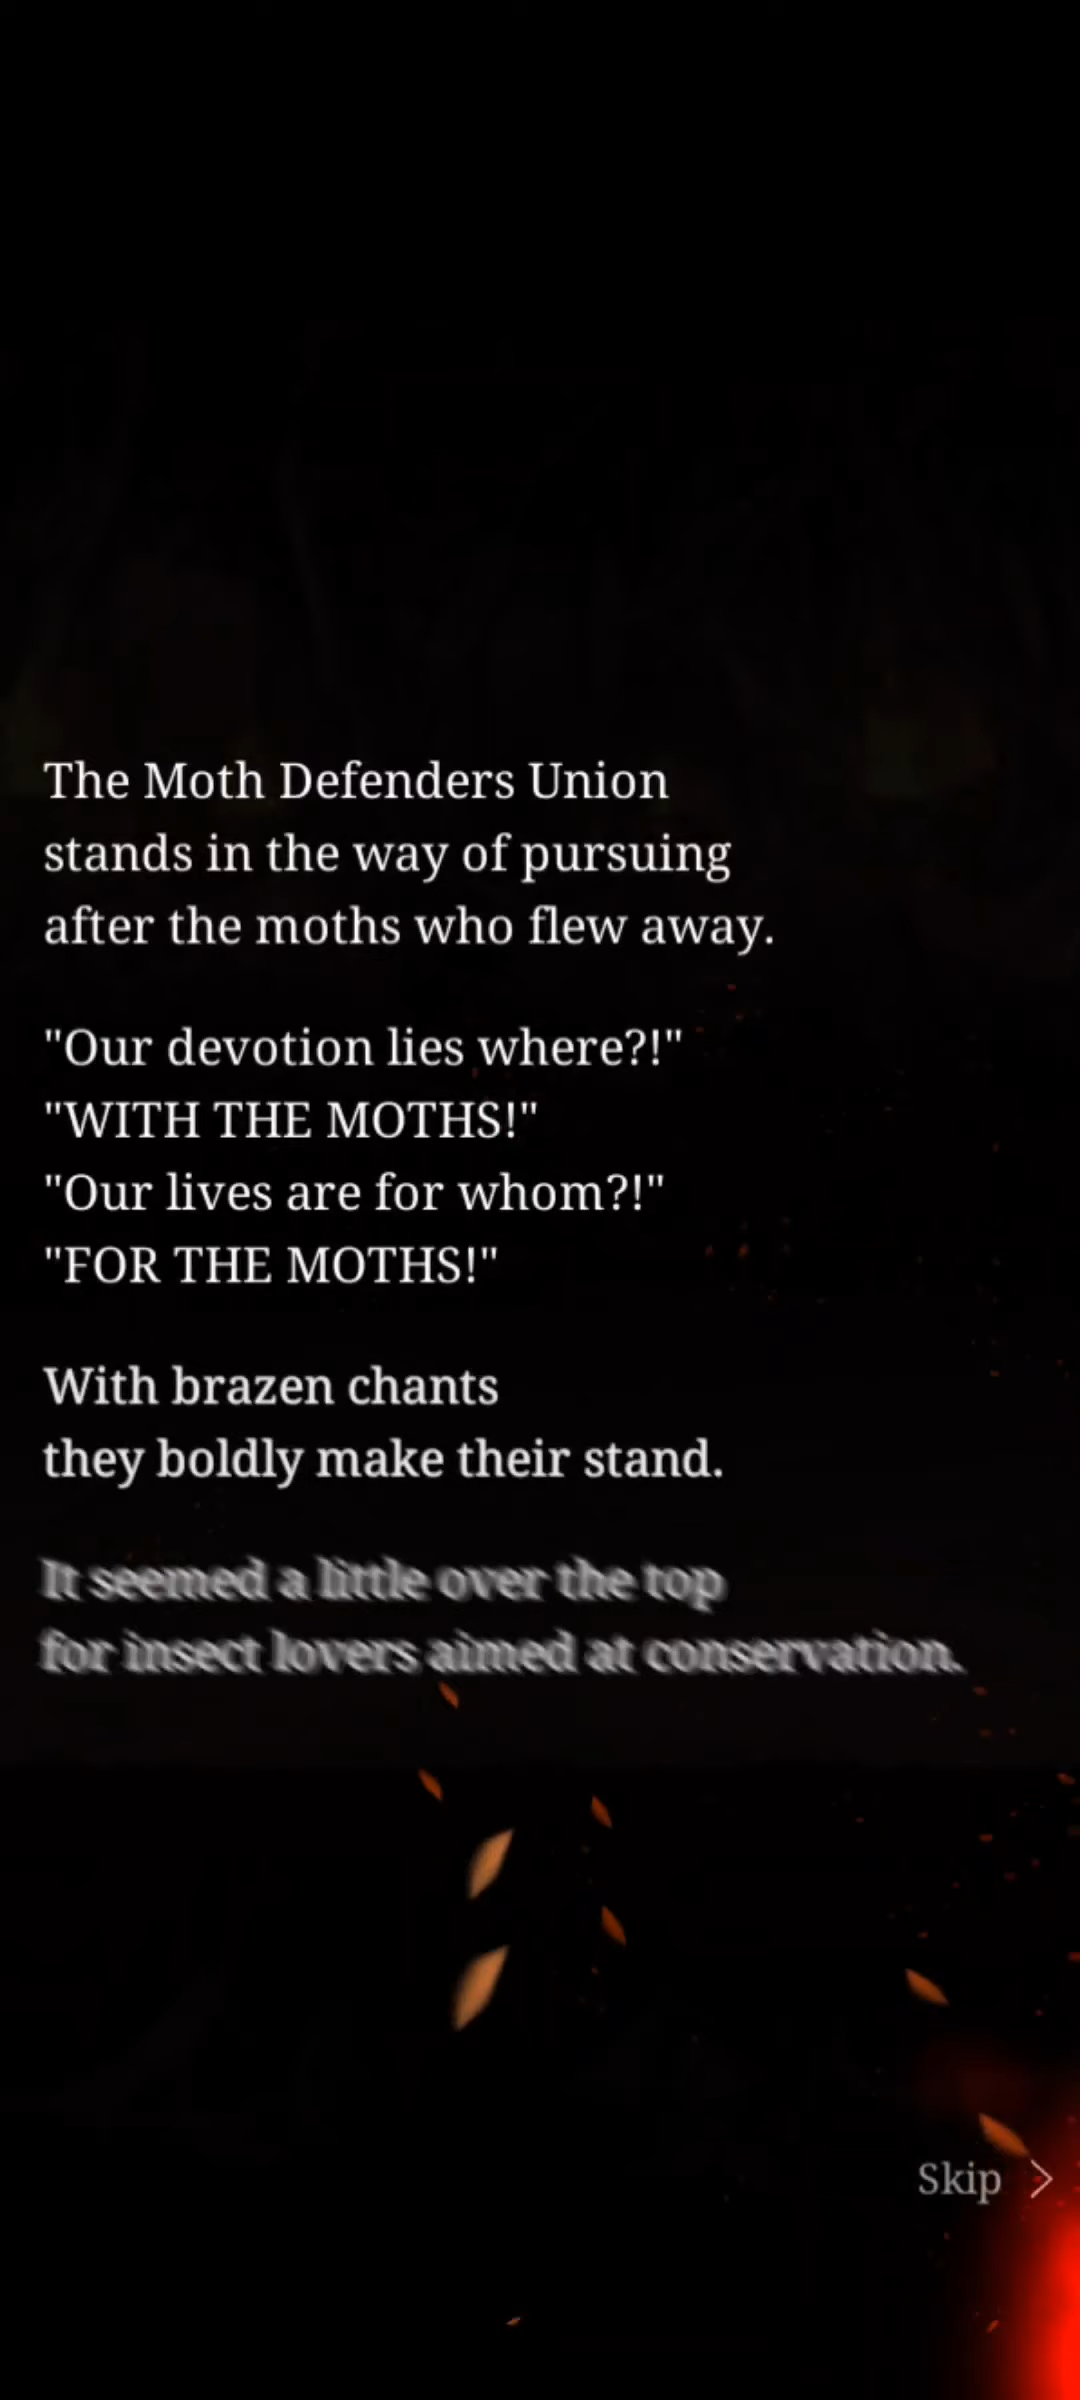 The Moth Defenders Union
stands in the way of pursuing
after the moths who flew away.
"Our devotion lies where?!"
"WITH THE MOTHS!"
"Our lives are for whom?!"
"FOR THE MOTHS!"
With brazen chants
they boldly make their stand.
It seemed a little over the top
for insect lovers aimed at conservation.
Skip